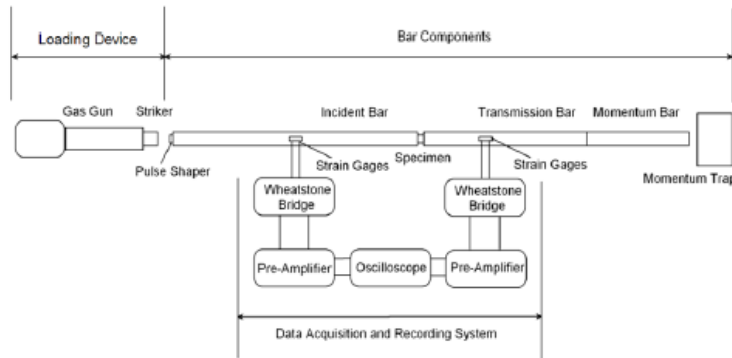 Loading Device
Bar Components
Gas Gun
Striker
Incident Bar
Transmission Bar
Momentum Bar
Pulse Shaper
Strain Gages
Specimen
Strain Gages
Momentum Trap
Wheatstone
Bridge
Wheatstone
Bridge
Pre-Amplifier
Oscilloscope
Pre-Amplifier
Data Acquisition and Recording System